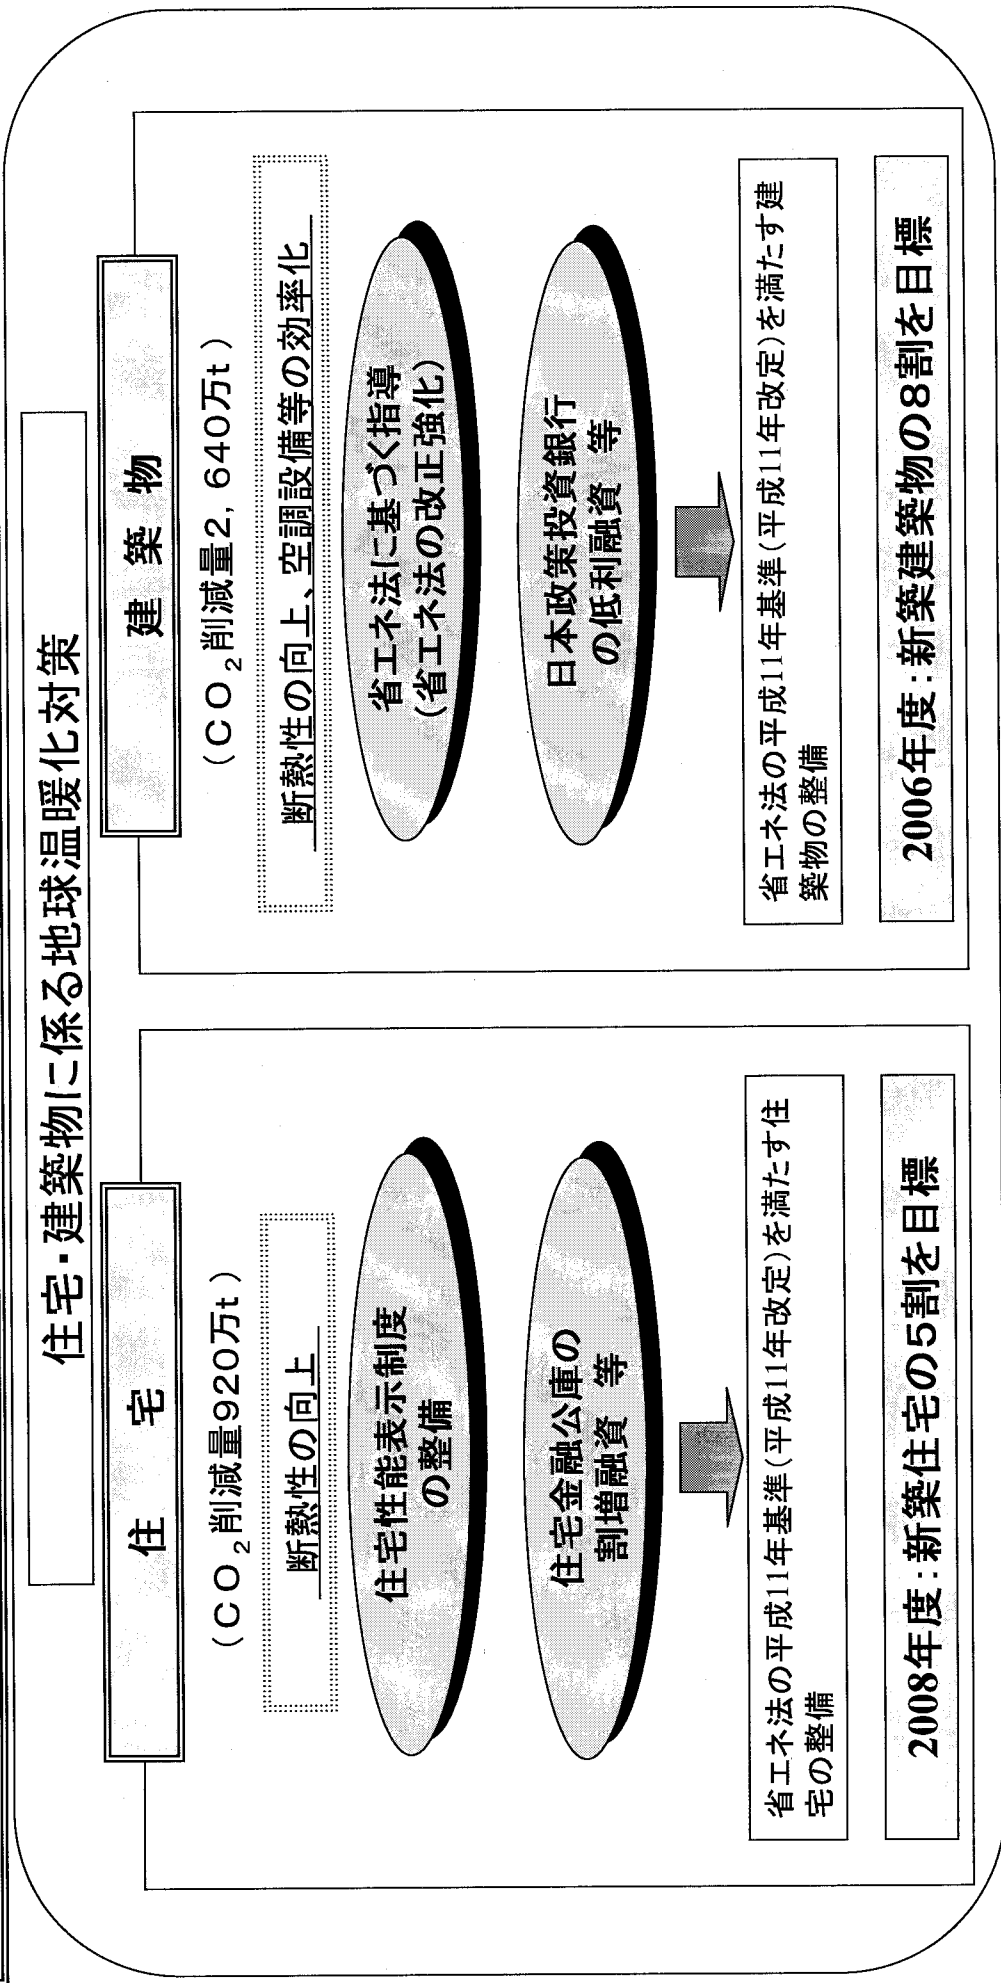 住宅・建築物に係る地球温暖化対策
住　宅
（CO₂削減量920万t）
断熱性の向上
住宅性能表示制度
の整備
住宅金融公庫の
割増融資　等
省エネ法の平成11年基準(平成11年改定)を満たす住
宅の整備
2008年度：新築住宅の5割を目標
建　築　物
（CO₂削減量2，640万t）
断熱性の向上、空調設備等の効率化
省エネ法に基づく指導
（省エネ法の改正強化）
日本政策投資銀行
の低利融資　等
省エネ法の平成11年基準(平成11年改定)を満たす建
築物の整備
2006年度：新築建築物の8割を目標